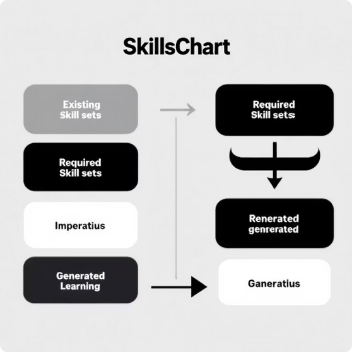 SkillsChart
Existing
Skill sets
Required
Skill sets
Imperatius
Generated
Learning
Required
Skill sets
Renerated
genrerated
Ganeratius